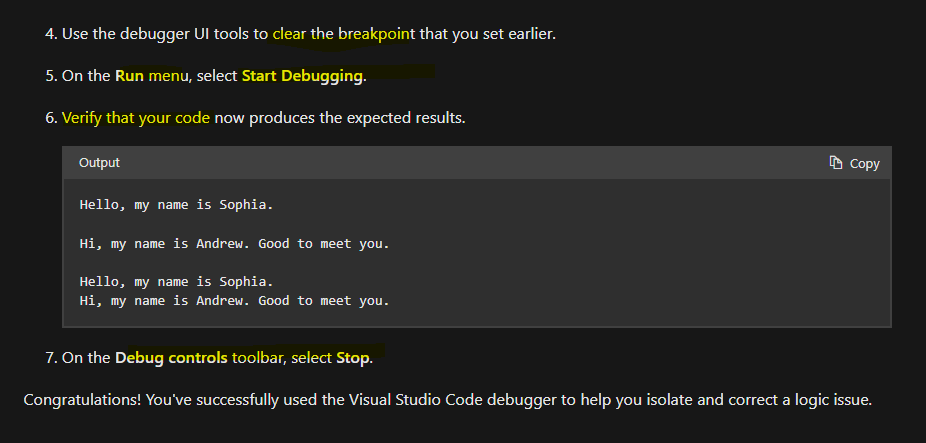 4. Use the debugger UI tools to clear the breakpoint that you set earlier.
5. On the Run menu, select Start Debugging.
6. Verify that your code now produces the expected results.
Output
Copy
Hello, my name is Sophia.
Hi, my name is Andrew. Good to meet you.
Hello, my name is Sophia.
Hi, my name is Andrew. Good to meet you.
7. On the Debug controls toolbar, select Stop.
Congratulations! You've successfully used the Visual Studio Code debugger to help you isolate and correct a logic issue.